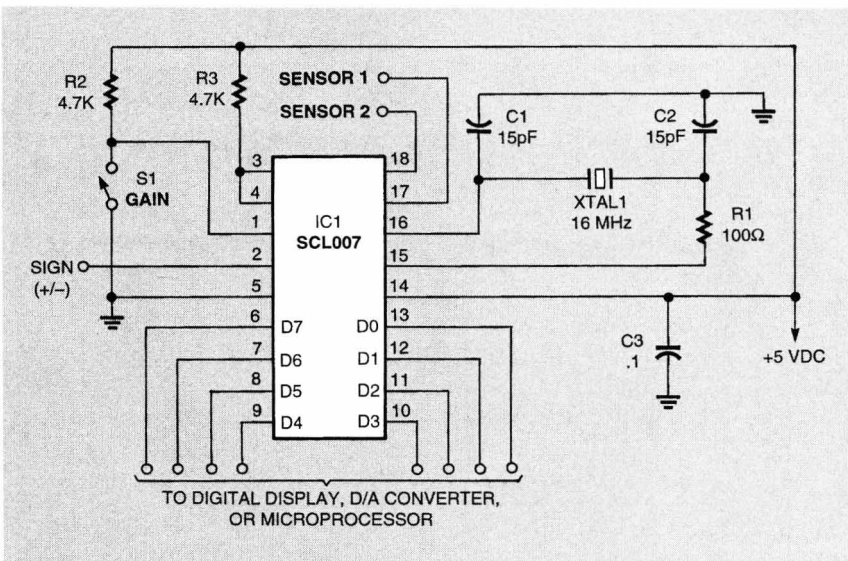 R2
4.7K
R3
4.7K
SENSOR 1
SENSOR 2
C1
15pF
C2
15pF
S1
GAIN
3
4
1
2
5
6
7
8
9
18
17
16
15
14
13
12
11
10
IC1
SCL007
XTAL1
16 MHz
R1
100Ω
SIGN
(+/–)
D7
D6
D5
D4
D0
D1
D2
D3
C3
.1
+5 VDC
TO DIGITAL DISPLAY, D/A CONVERTER,
OR MICROPROCESSOR